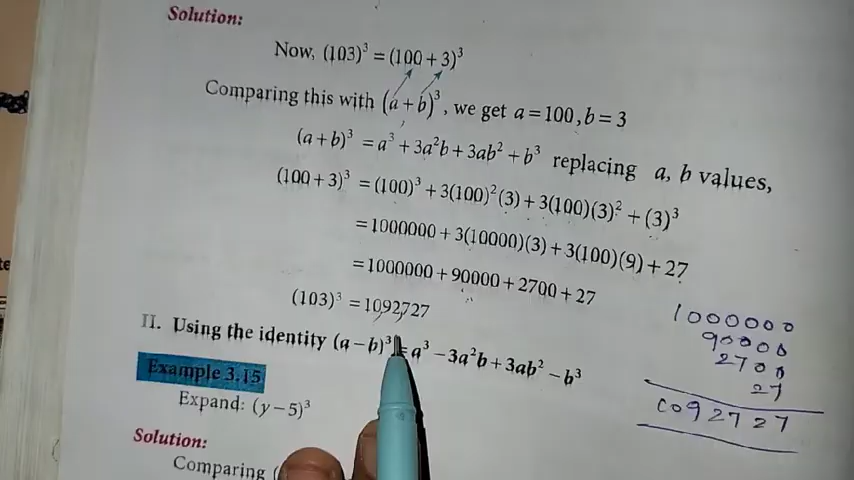 Solution:
Now, (103)³ = (100 + 3)³
Comparing this with (a + b)³, we get a = 100, b = 3
(a + b)³ = a³ + 3a²b + 3ab² + b³ replacing a, b values,
(100 + 3)³ = (100)³ + 3(100)²(3) + 3(100)(3)² + (3)³
= 1000000 + 3(10000)(3) + 3(100)(9) + 27
= 1000000 + 90000 + 2700 + 27
(103)³ = 1092727
II. Using the identity (a − b)³ = a³ − 3a²b + 3ab² − b³
Example 3.15
Expand: (y − 5)³
Solution:
Comparing (
1000000
90000
2700
27
1092727